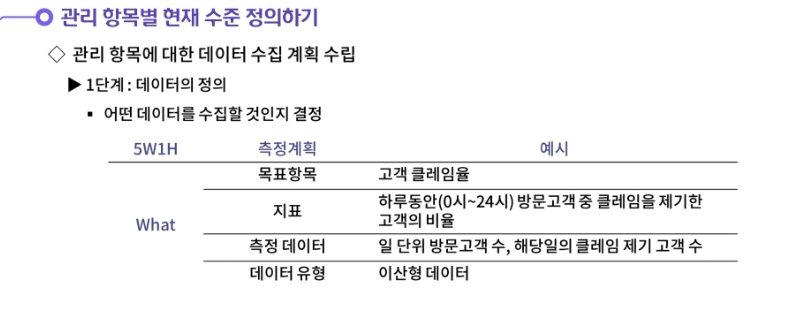 관리 항목별 현재 수준 정의하기
◇ 관리 항목에 대한 데이터 수집 계획 수립
▶ 1단계 : 데이터의 정의
▪ 어떤 데이터를 수집할 것인지 결정
5W1H 측정계획 예시
목표항목 고객 클레임율
What
지표 하루동안(0시~24시) 방문고객 중 클레임을 제기한
고객의 비율
측정 데이터 일 단위 방문고객 수, 해당일의 클레임 제기 고객 수
데이터 유형 이산형 데이터